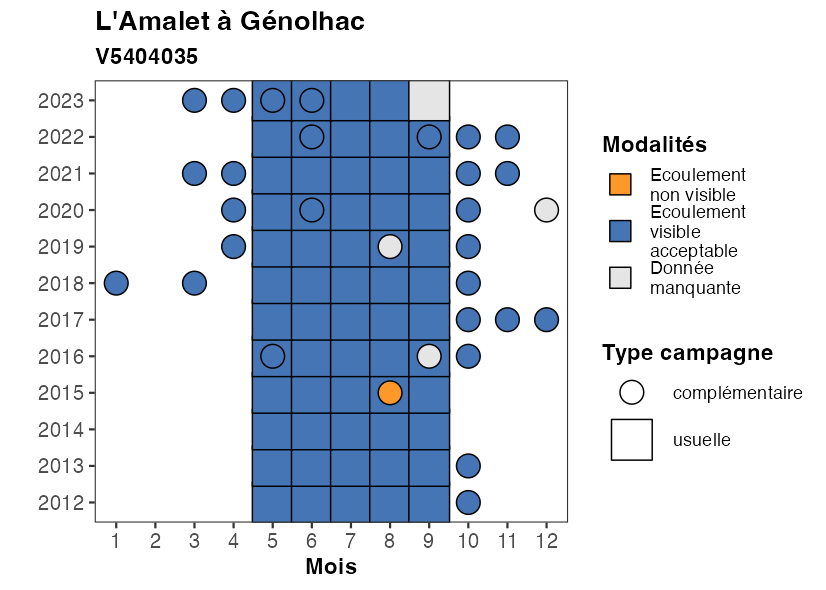 L'Amalet à Génolhac
V5404035
2023
2022
2021
2020
2019
2018
2017
2016
2015
2014
2013
2012
1 2 3 4 5 6 7 8 9 10 11 12
Mois
Modalités
Ecoulement
non visible
Ecoulement
visible
acceptable
Donnée
manquante
Type campagne
complémentaire
usuelle